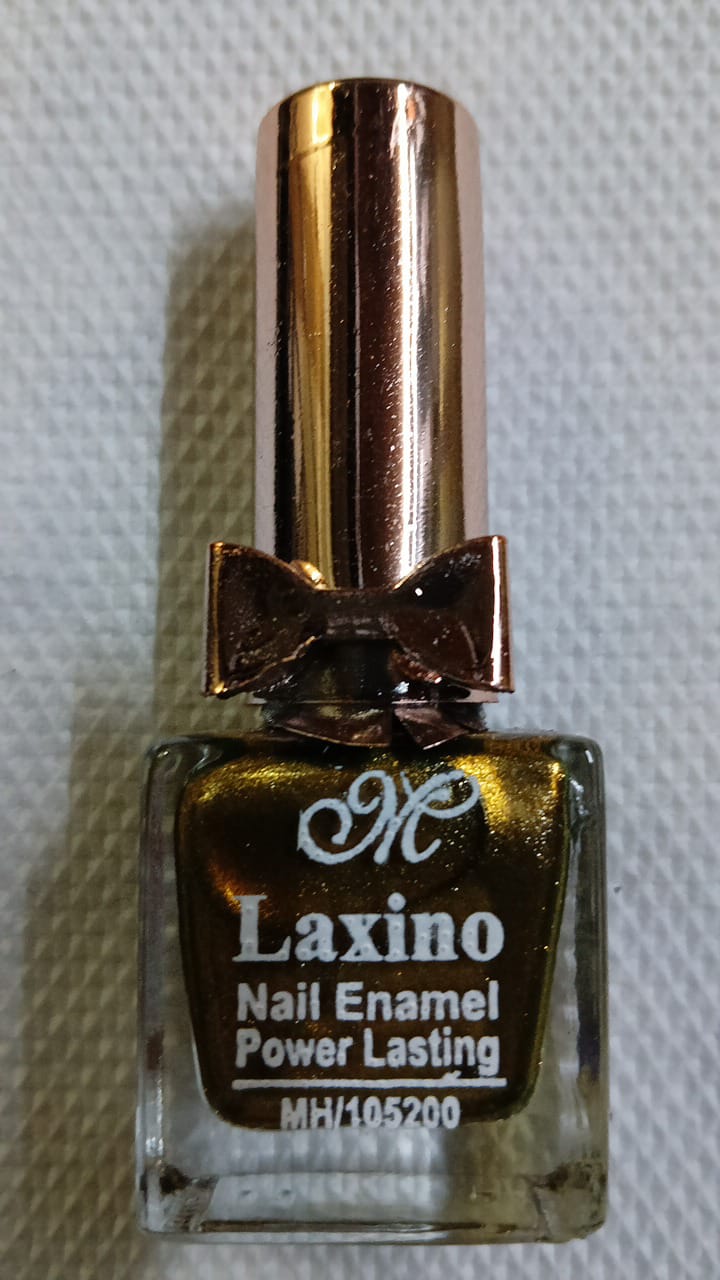 M
Laxino
Nail Enamel
Power Lasting
MH/105200